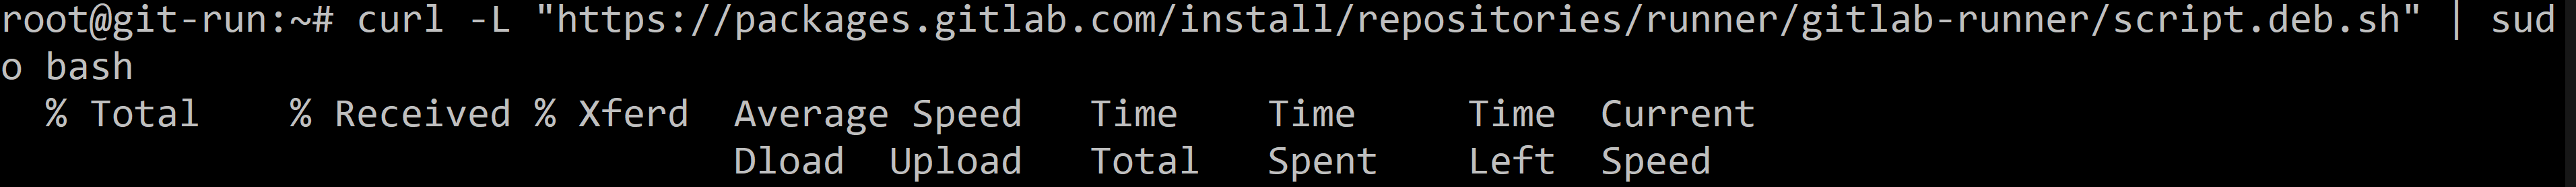 root@git-run:~# curl -L "https://packages.gitlab.com/install/repositories/runner/gitlab-runner/script.deb.sh" | sud
o bash
  % Total    % Received % Xferd  Average Speed   Time    Time     Time  Current
                                 Dload  Upload   Total   Spent    Left  Speed